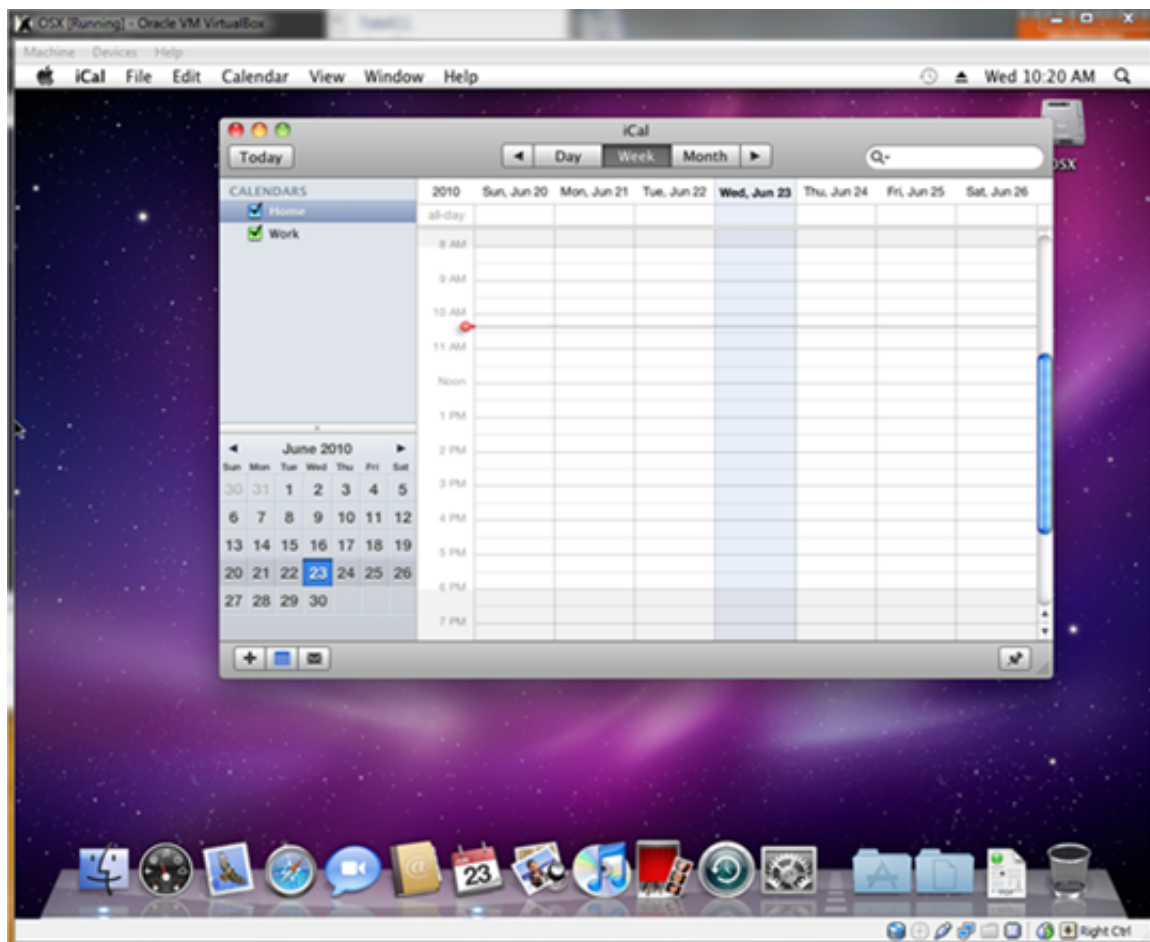 OSX [Running] - Oracle VM VirtualBox
Machine Devices Help
iCal File Edit Calendar View Window Help Wed 10:20 AM
iCal
OSX
Today Day Week Month
CALENDARS
Home
Work
2010 Sun, Jun 20 Mon, Jun 21 Tue, Jun 22 Wed, Jun 23 Thu, Jun 24 Fri, Jun 25 Sat, Jun 26
all-day
8 AM
9 AM
10 AM
11 AM
Noon
1 PM
2 PM
3 PM
4 PM
5 PM
6 PM
7 PM
June 2010
Sun Mon Tue Wed Thu Fri Sat
30 31 1 2 3 4 5
6 7 8 9 10 11 12
13 14 15 16 17 18 19
20 21 22 23 24 25 26
27 28 29 30
23
Right Ctrl